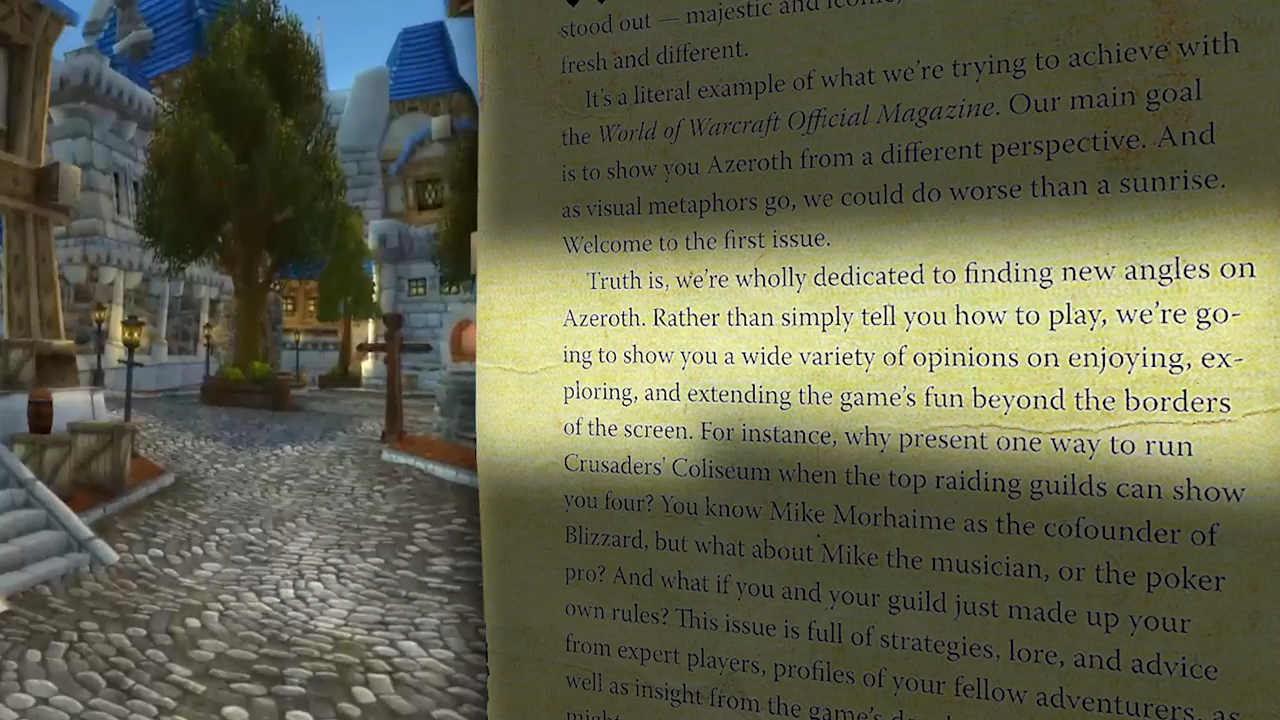 stood out — majestic and iconic,
fresh and different.
It's a literal example of what we're trying to achieve with
the World of Warcraft Official Magazine. Our main goal
is to show you Azeroth from a different perspective. And
as visual metaphors go, we could do worse than a sunrise.
Welcome to the first issue.
Truth is, we're wholly dedicated to finding new angles on
Azeroth. Rather than simply tell you how to play, we're go-
ing to show you a wide variety of opinions on enjoying, ex-
ploring, and extending the game's fun beyond the borders
of the screen. For instance, why present one way to run
Crusaders' Coliseum when the top raiding guilds can show
you four? You know Mike Morhaime as the cofounder of
Blizzard, but what about Mike the musician, or the poker
pro? And what if you and your guild just made up your
own rules? This issue is full of strategies, lore, and advice
from expert players, profiles of your fellow adventurers, as
well as insight from the game's